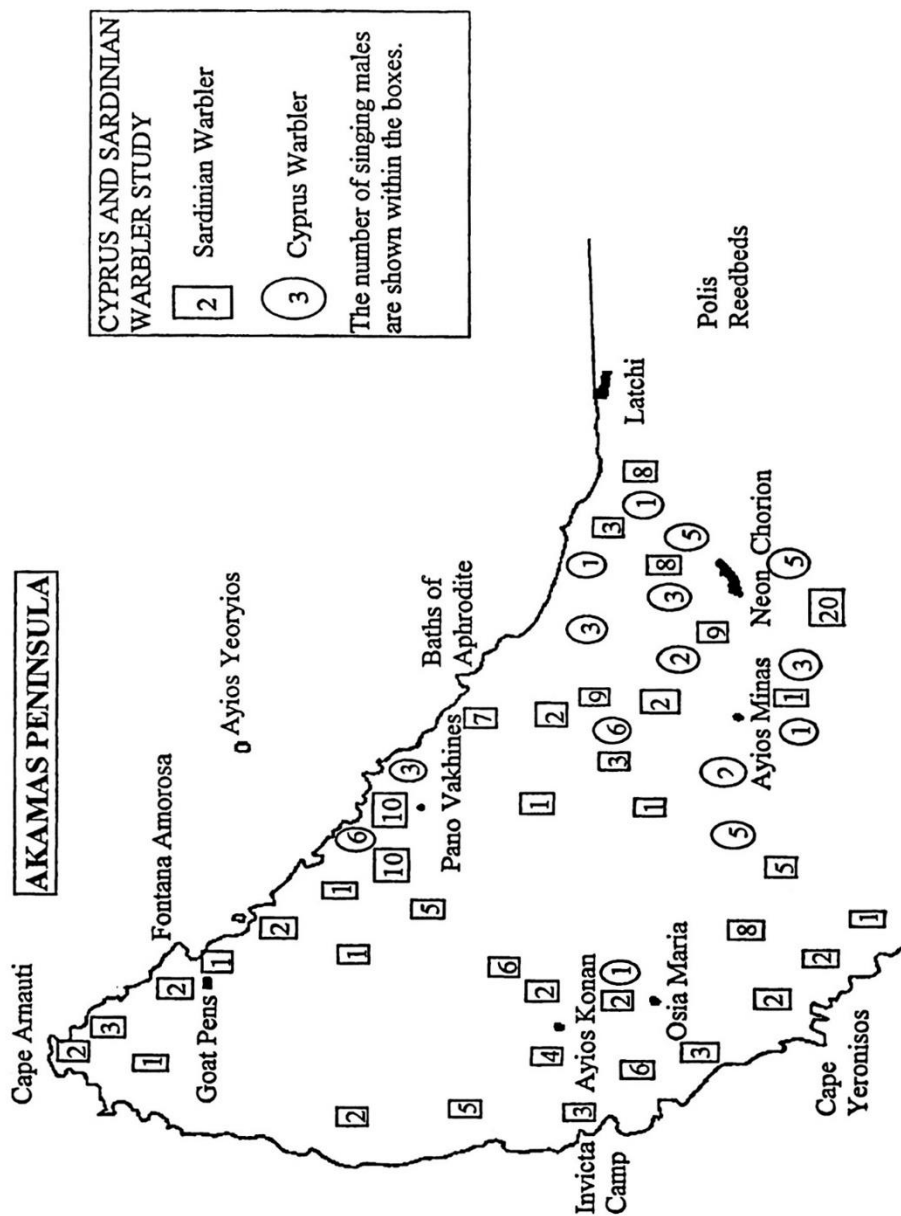 AKAMAS PENINSULA
CYPRUS AND SARDINIAN
WARBLER STUDY
2 Sardinian Warbler
3 Cyprus Warbler
The number of singing males
are shown within the boxes.
Cape Arnauti
2
3
1
2
Fontana Amorosa
Goat Pens
1
Ayios Yeoryios
2
1
2
1
6
10
10
3
5
Baths of
Aphrodite
Pano Vakhines
5
7
6
4
2
1
2
Invicta
Camp
3
Ayios Konan
9
3
1
2
1
3
6
3
6
Latchi
1
2
8
3
8
1
Osia Maria
2
5
Polis
Reedbeds
3
9
8
5
2
Ayios Minas
Neon Chorion
2
5
1
1
3
5
2
20
Cape
Yeronisos
1